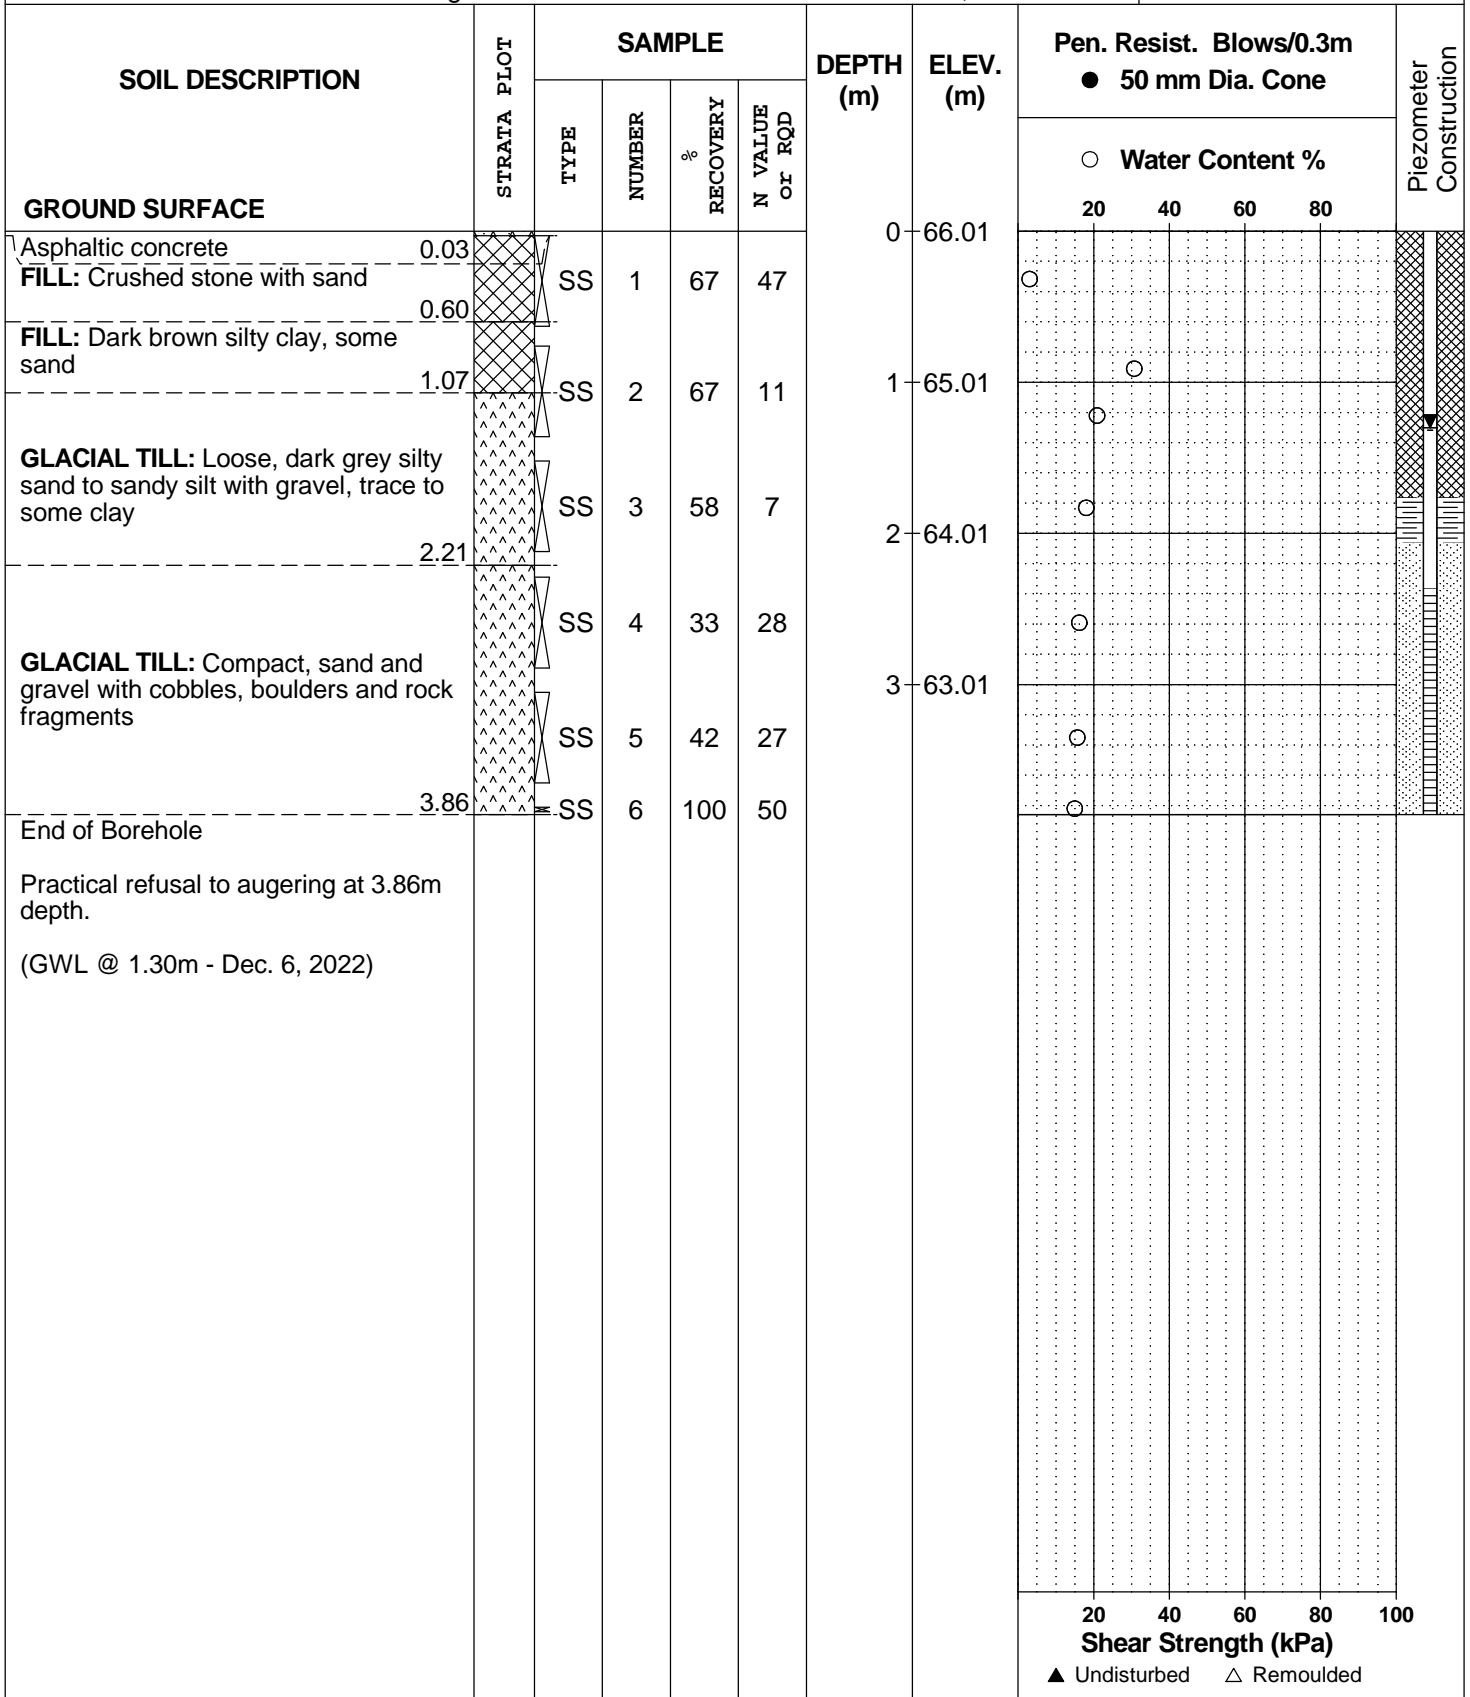 SOIL DESCRIPTION
GROUND SURFACE
STRATA PLOT
SAMPLE
TYPE
NUMBER
% RECOVERY
N VALUE or RQD
DEPTH (m)
ELEV. (m)
Pen. Resist. Blows/0.3m
● 50 mm Dia. Cone
○ Water Content %
20 40 60 80
Piezometer Construction
0 66.01
Asphaltic concrete 0.03
FILL: Crushed stone with sand
0.60
SS 1 67 47
FILL: Dark brown silty clay, some
sand
1.07
SS 2 67 11
1 65.01
GLACIAL TILL: Loose, dark grey silty
sand to sandy silt with gravel, trace to
some clay
2.21
SS 3 58 7
2 64.01
SS 4 33 28
GLACIAL TILL: Compact, sand and
gravel with cobbles, boulders and rock
fragments
3.86
3 63.01
SS 5 42 27
SS 6 100 50
End of Borehole
Practical refusal to augering at 3.86m
depth.
(GWL @ 1.30m - Dec. 6, 2022)
20 40 60 80 100
Shear Strength (kPa)
▲ Undisturbed △ Remoulded